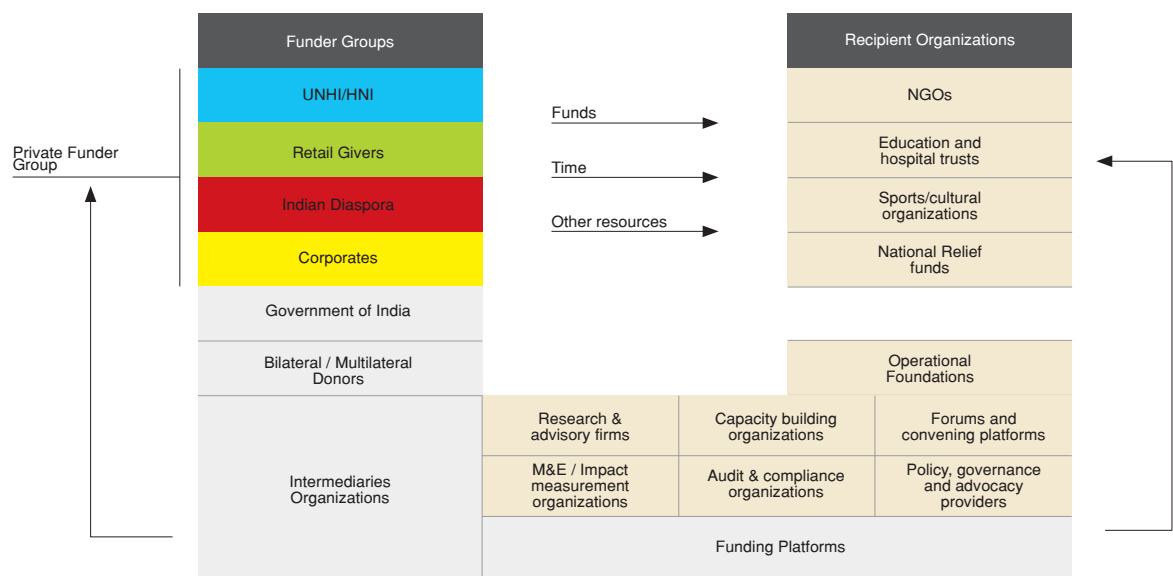 Funder Groups
Recipient Organizations
UNHI/HNI
NGOs
Funds
Private Funder
Group
Retail Givers
Education and
hospital trusts
Time
Indian Diaspora
Sports/cultural
organizations
Other resources
Corporates
National Relief
funds
Government of India
Bilateral / Multilateral
Donors
Operational
Foundations
Intermediaries
Organizations
Research &
advisory firms
Capacity building
organizations
Forums and
convening platforms
M&E / Impact
measurement
organizations
Audit & compliance
organizations
Policy, governance
and advocacy
providers
Funding Platforms